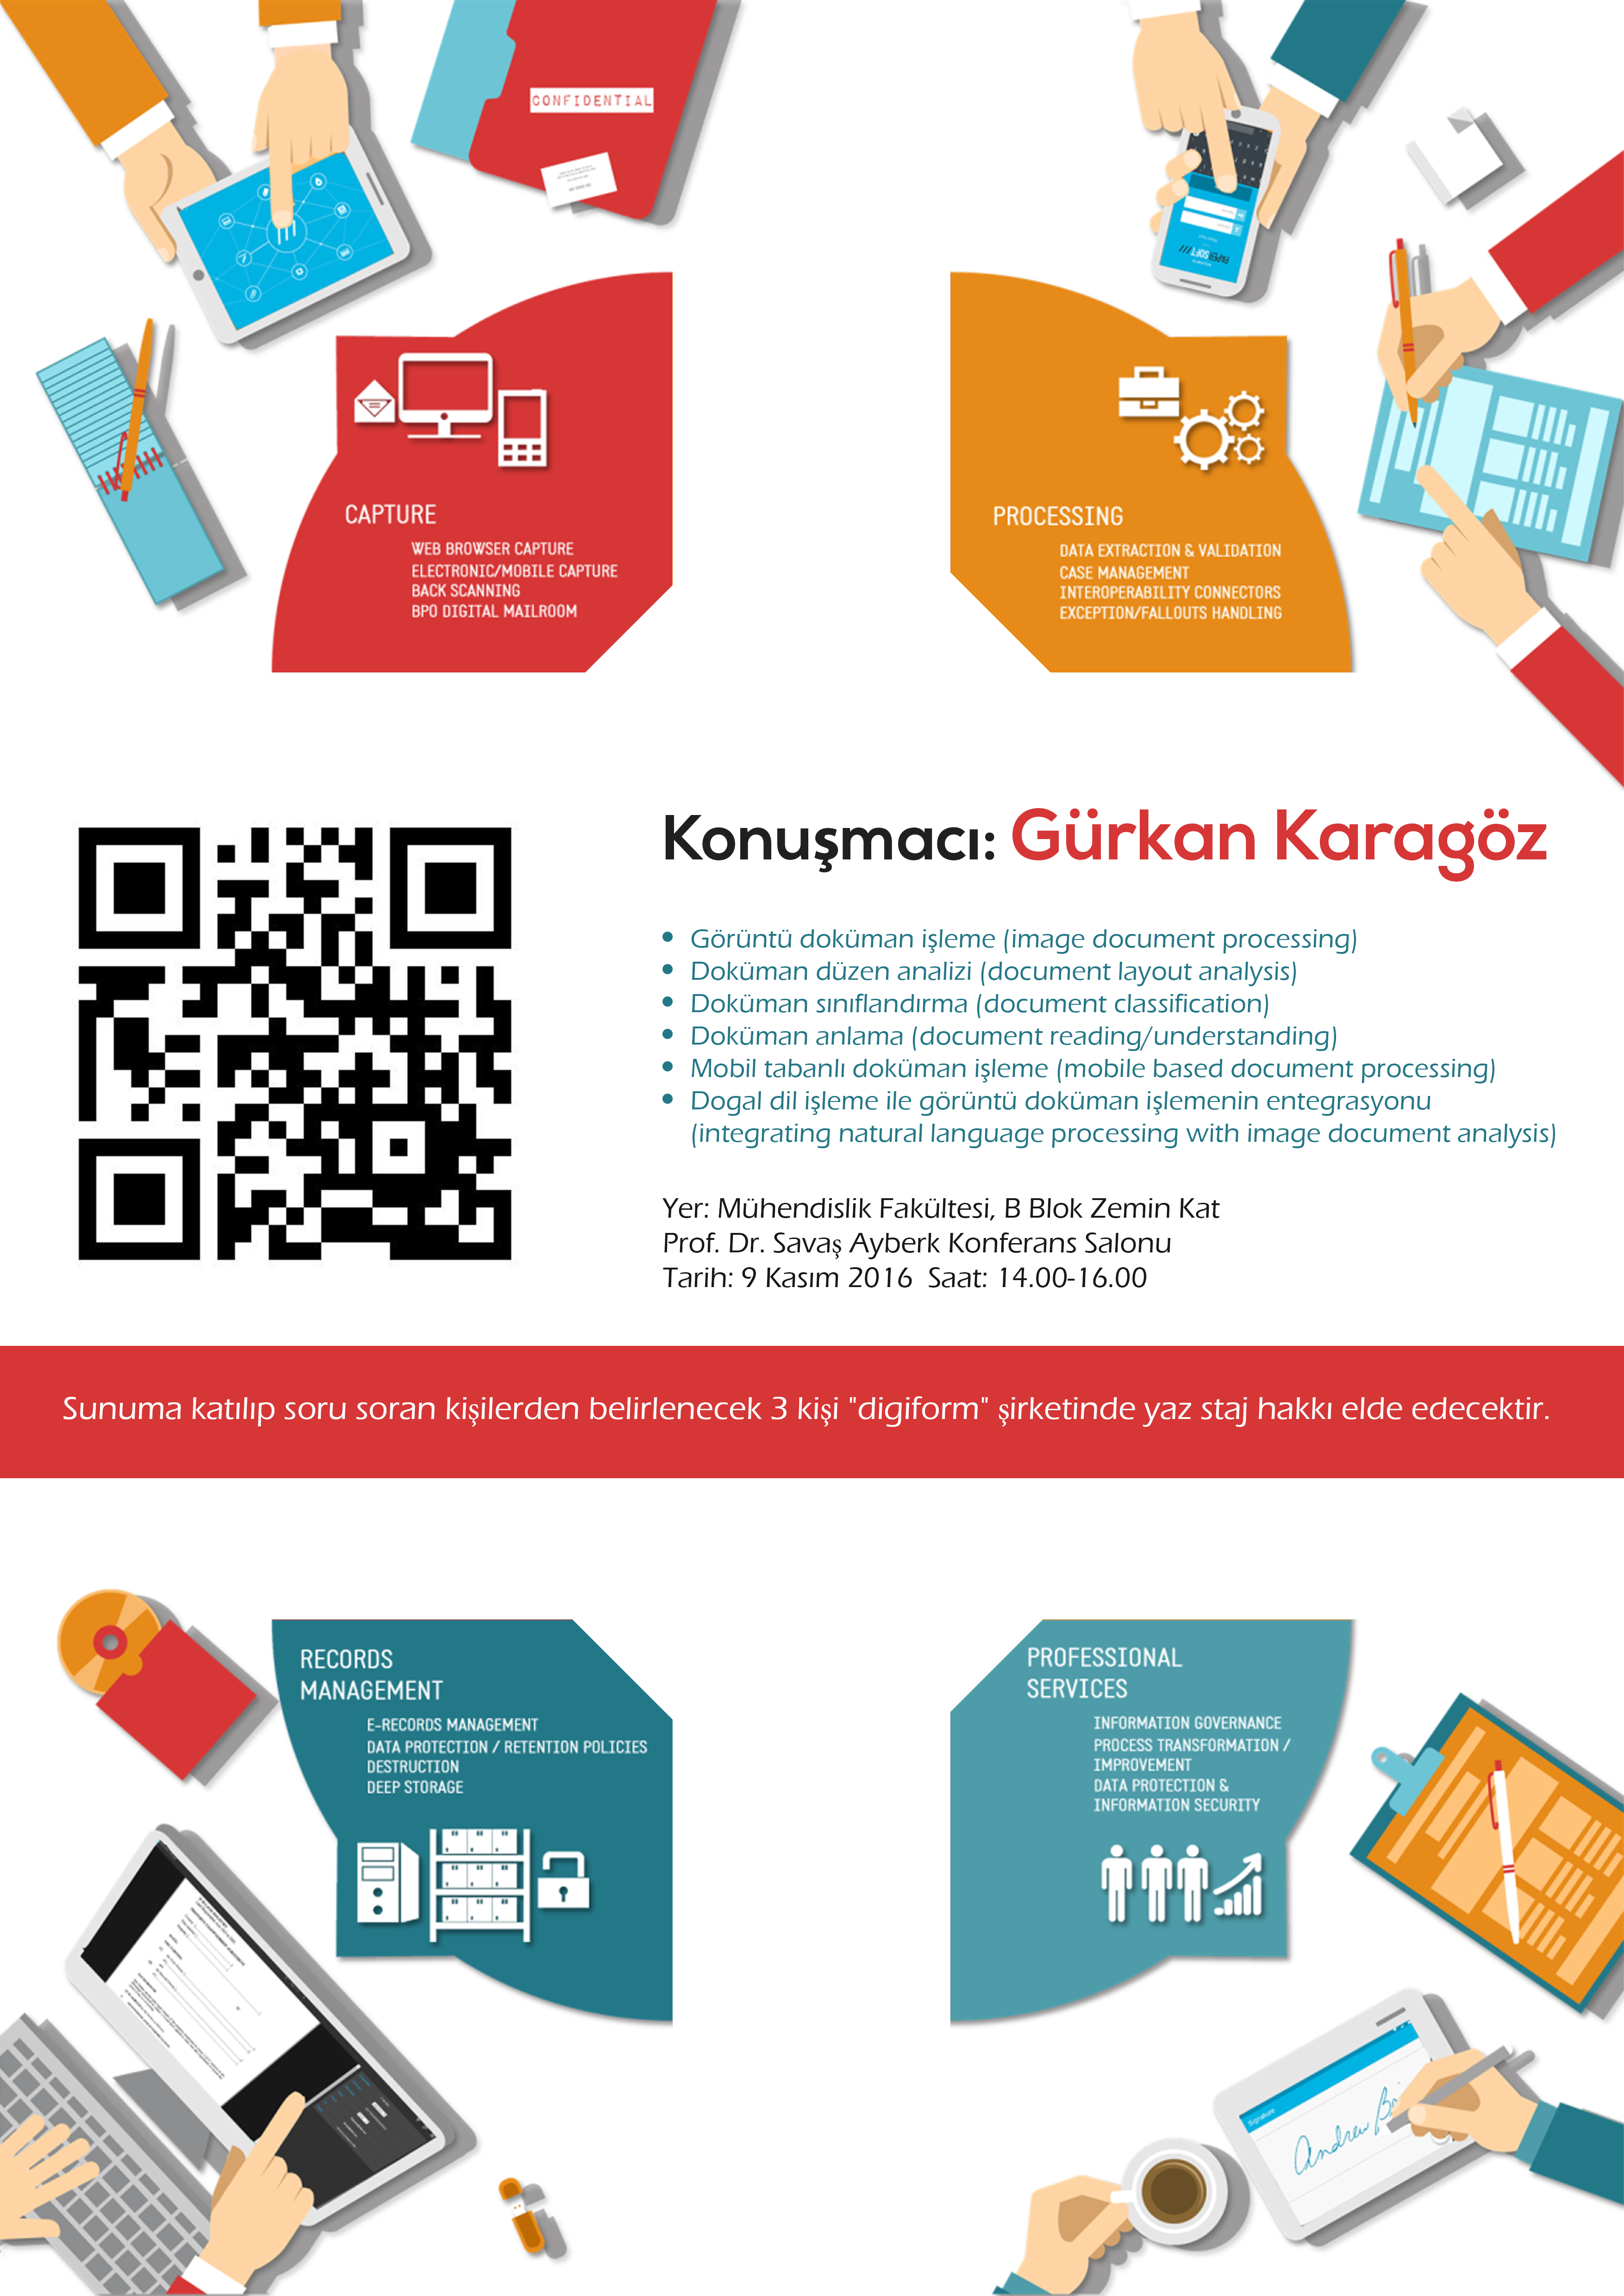 CONFIDENTIAL
PAPERSOFT
CAPTURE
WEB BROWSER CAPTURE
ELECTRONIC/MOBILE CAPTURE
BACK SCANNING
BPO DIGITAL MAILROOM
PROCESSING
DATA EXTRACTION & VALIDATION
CASE MANAGEMENT
INTEROPERABILITY CONNECTORS
EXCEPTION/FALLOUTS HANDLING
Konuşmacı: Gürkan Karagöz
• Görüntü doküman işleme (image document processing)
• Doküman düzen analizi (document layout analysis)
• Doküman sınıflandırma (document classification)
• Doküman anlama (document reading/understanding)
• Mobil tabanlı doküman işleme (mobile based document processing)
• Dogal dil işleme ile görüntü doküman işlemenin entegrasyonu
(integrating natural language processing with image document analysis)
Yer: Mühendislik Fakültesi, B Blok Zemin Kat
Prof. Dr. Savaş Ayberk Konferans Salonu
Tarih: 9 Kasım 2016 Saat: 14.00-16.00
Sunuma katılıp soru soran kişilerden belirlenecek 3 kişi "digiform" şirketinde yaz staj hakkı elde edecektir.
RECORDS
MANAGEMENT
E-RECORDS MANAGEMENT
DATA PROTECTION / RETENTION POLICIES
DESTRUCTION
DEEP STORAGE
PROFESSIONAL
SERVICES
INFORMATION GOVERNANCE
PROCESS TRANSFORMATION /
IMPROVEMENT
DATA PROTECTION &
INFORMATION SECURITY
Signature
Andrew